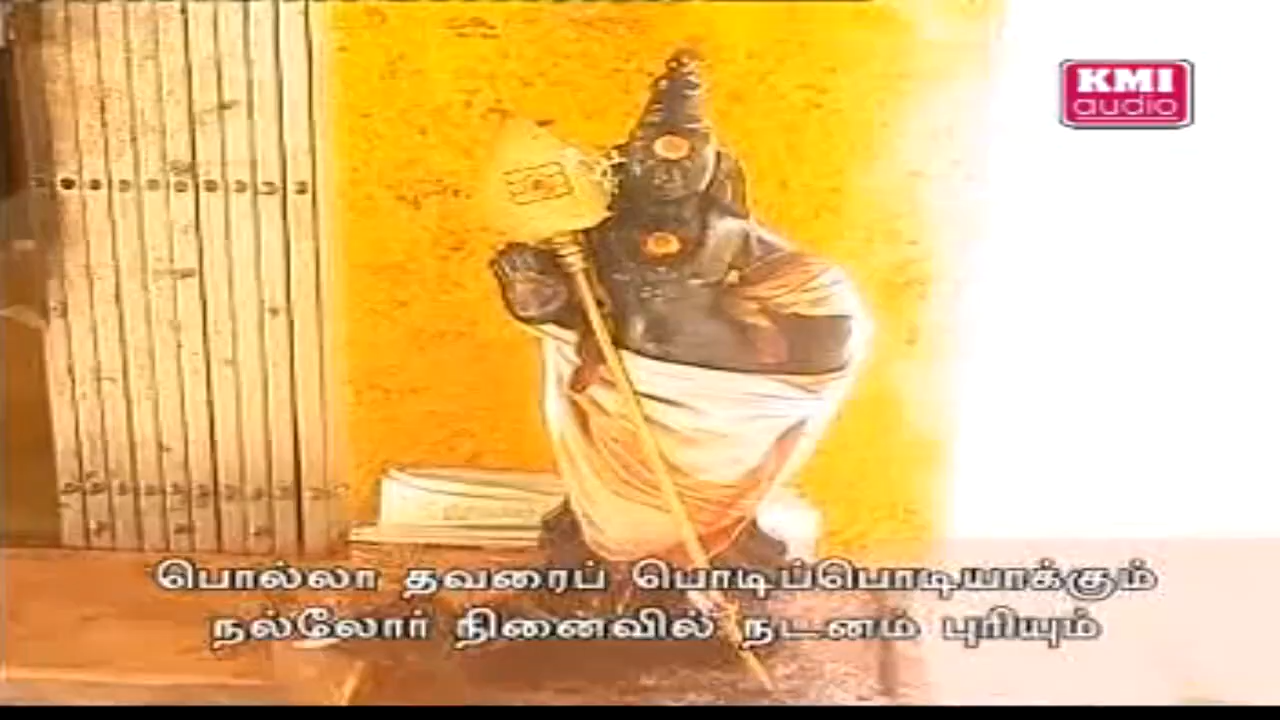 KMI
audio
பொல்லா தவரைப் பொடிப்பொடியாக்கும்
நல்லோர் நினைவில் நடனம் புரியும்